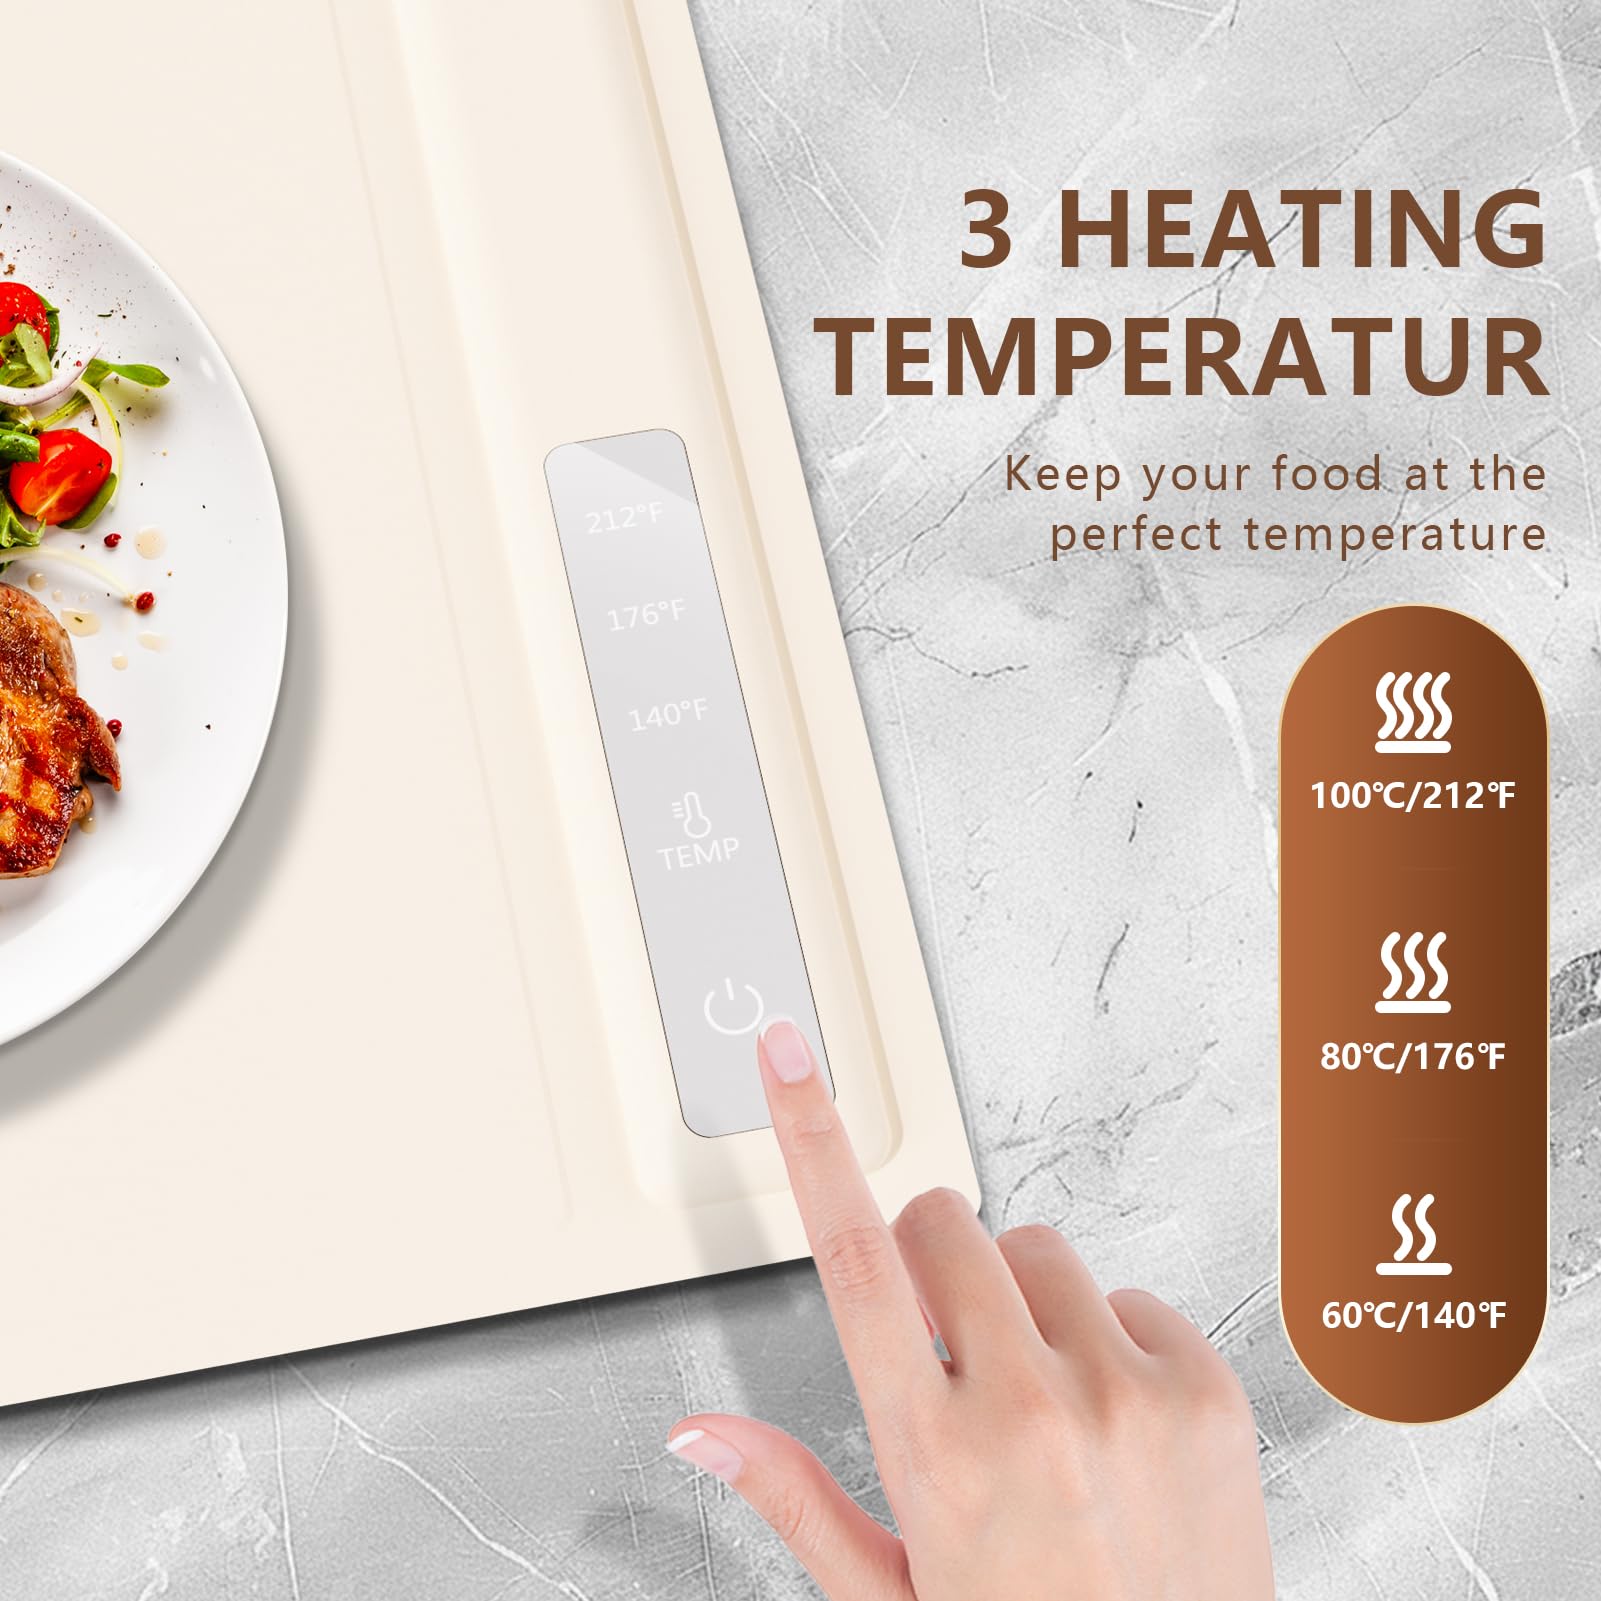 3 HEATING
TEMPERATUR
Keep your food at the
perfect temperature
212°F
176°F
140°F
TEMP
100℃/212℉
80℃/176℉
60℃/140℉